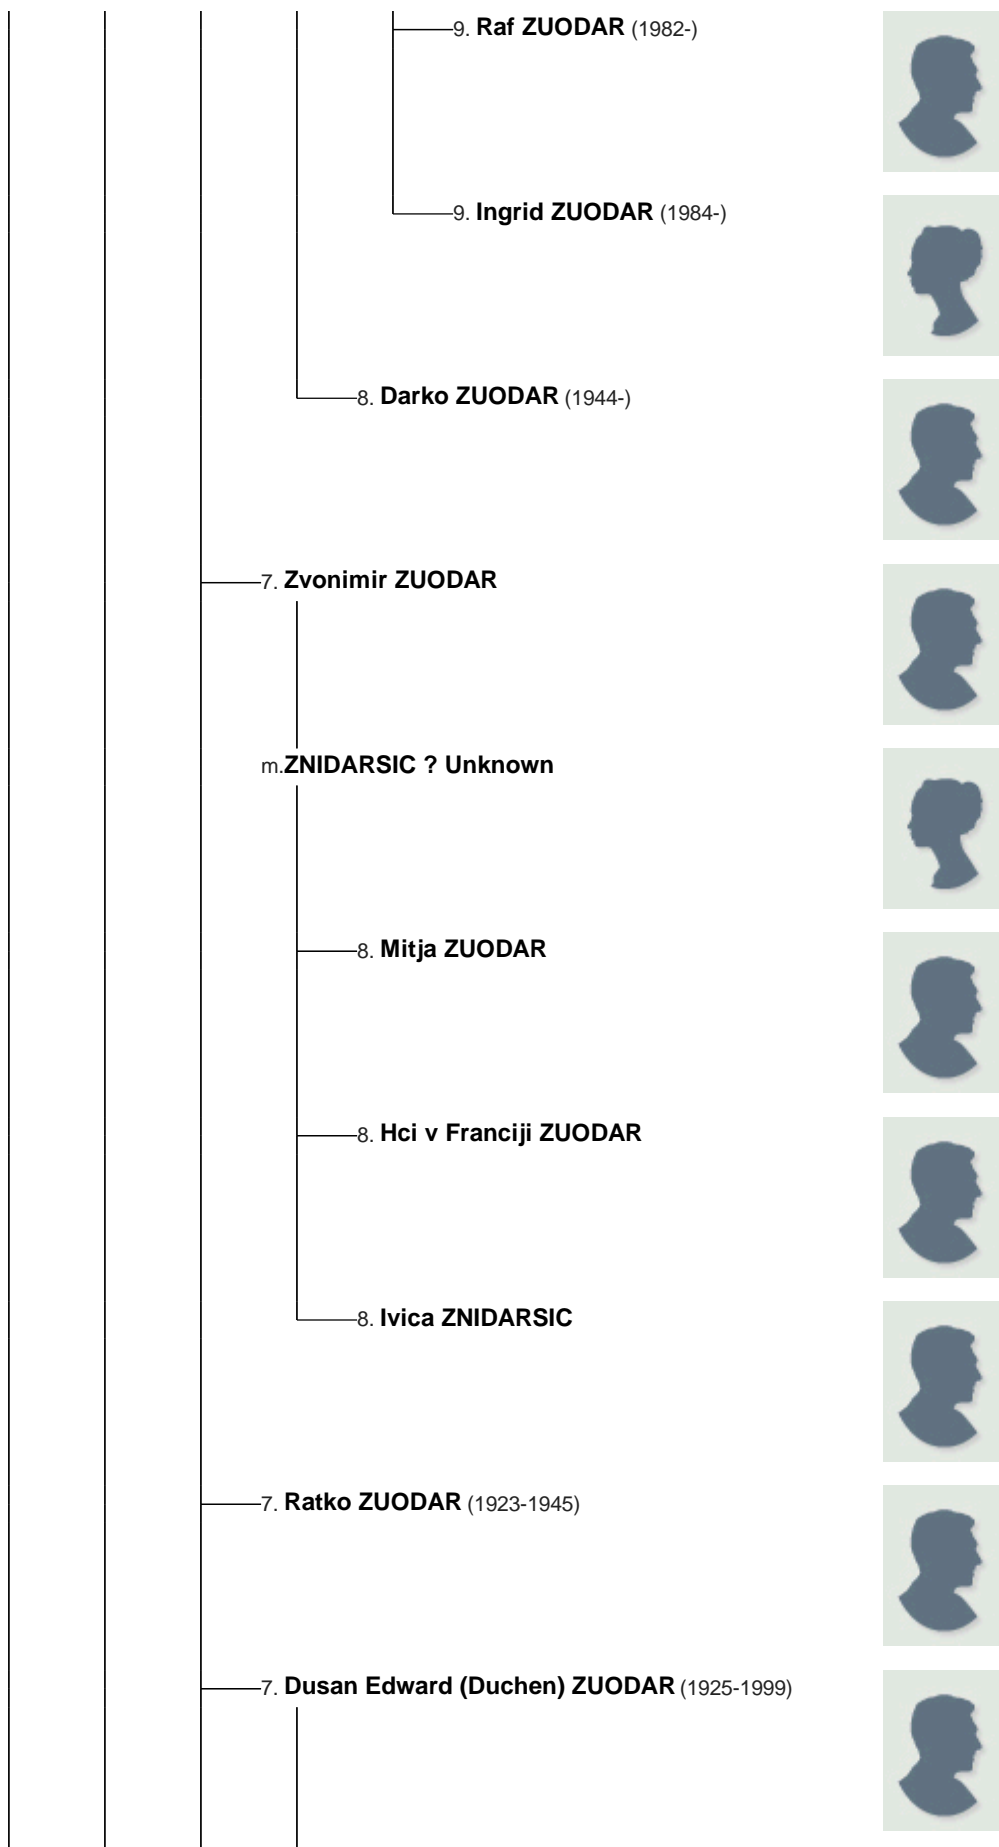 9. Raf ZUODAR (1982-)
9. Ingrid ZUODAR (1984-)
8. Darko ZUODAR (1944-)
7. Zvonimir ZUODAR
m.ZNIDARSIC ? Unknown
8. Mitja ZUODAR
8. Hci v Franciji ZUODAR
8. Ivica ZNIDARSIC
7. Ratko ZUODAR (1923-1945)
7. Dusan Edward (Duchen) ZUODAR (1925-1999)